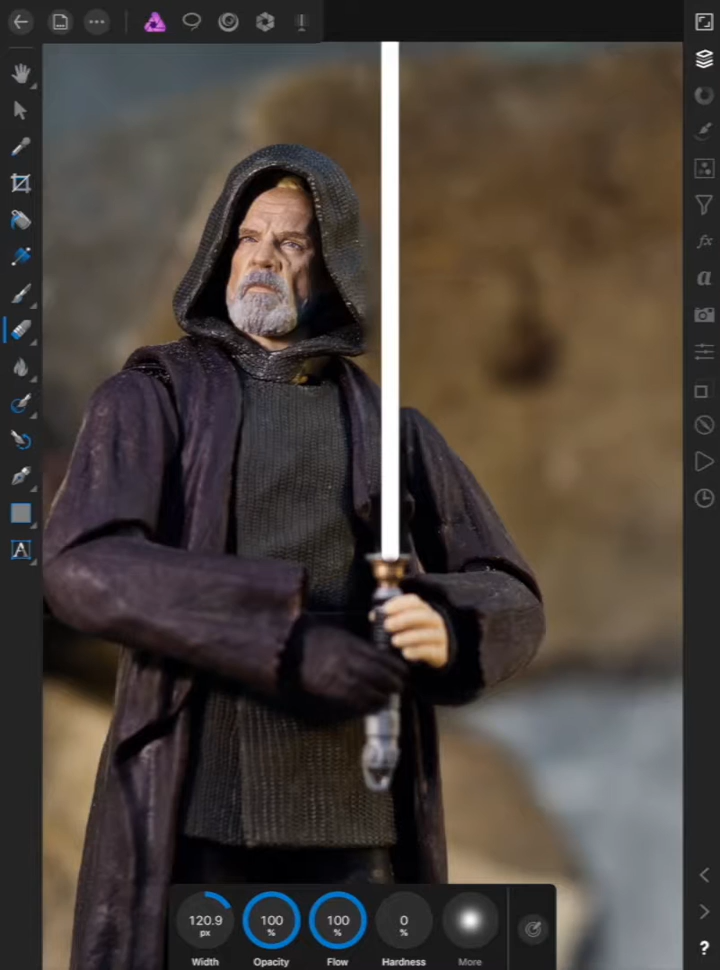 A
a
120.9
px
100
%
100
%
0
%
Width
Opacity
Flow
Hardness
More
?